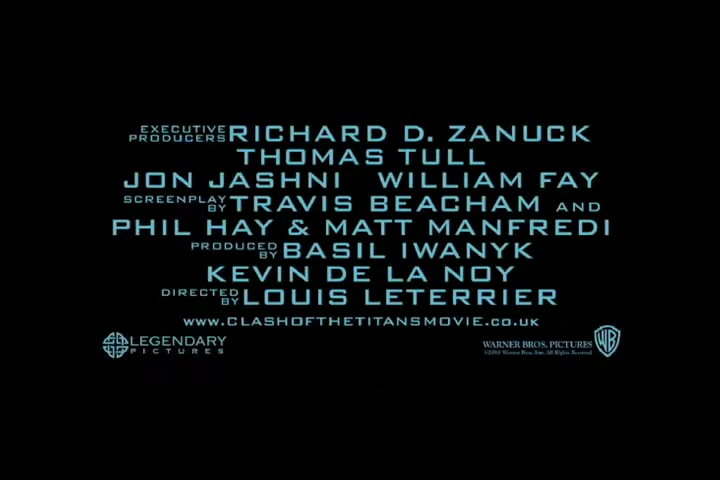 EXECUTIVE PRODUCERS RICHARD D. ZANUCK
THOMAS TULL
JON JASHNI WILLIAM FAY
SCREENPLAY BY TRAVIS BEACHAM AND
PHIL HAY & MATT MANFREDI
PRODUCED BY BASIL IWANYK
KEVIN DE LA NOY
DIRECTED BY LOUIS LETERRIER
WWW.CLASHOFTHETITANSMOVIE.CO.UK
LEGENDARY PICTURES
WARNER BROS. PICTURES
WB